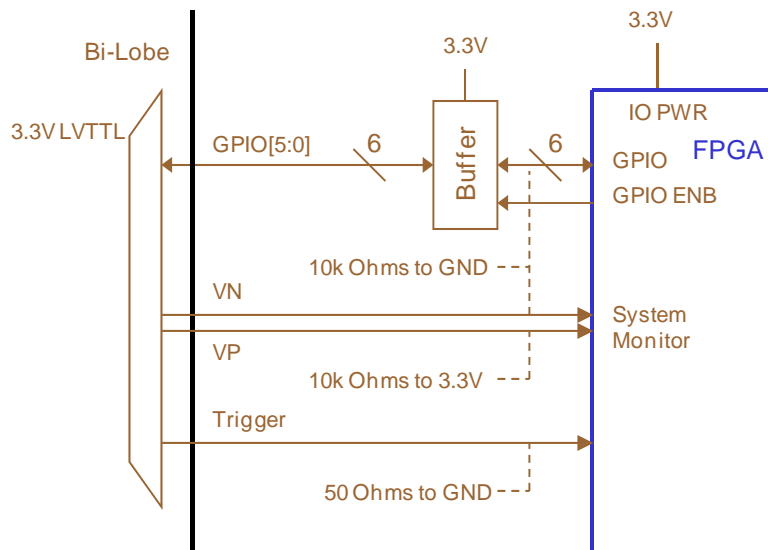 3.3V
3.3V
Bi-Lobe
3.3V LVTTL
IO PWR
GPIO[5:0]
6
Buffer
6
FPGA
GPIO
GPIO ENB
10k Ohms to GND
VN
System
Monitor
VP
10k Ohms to 3.3V
Trigger
50 Ohms to GND